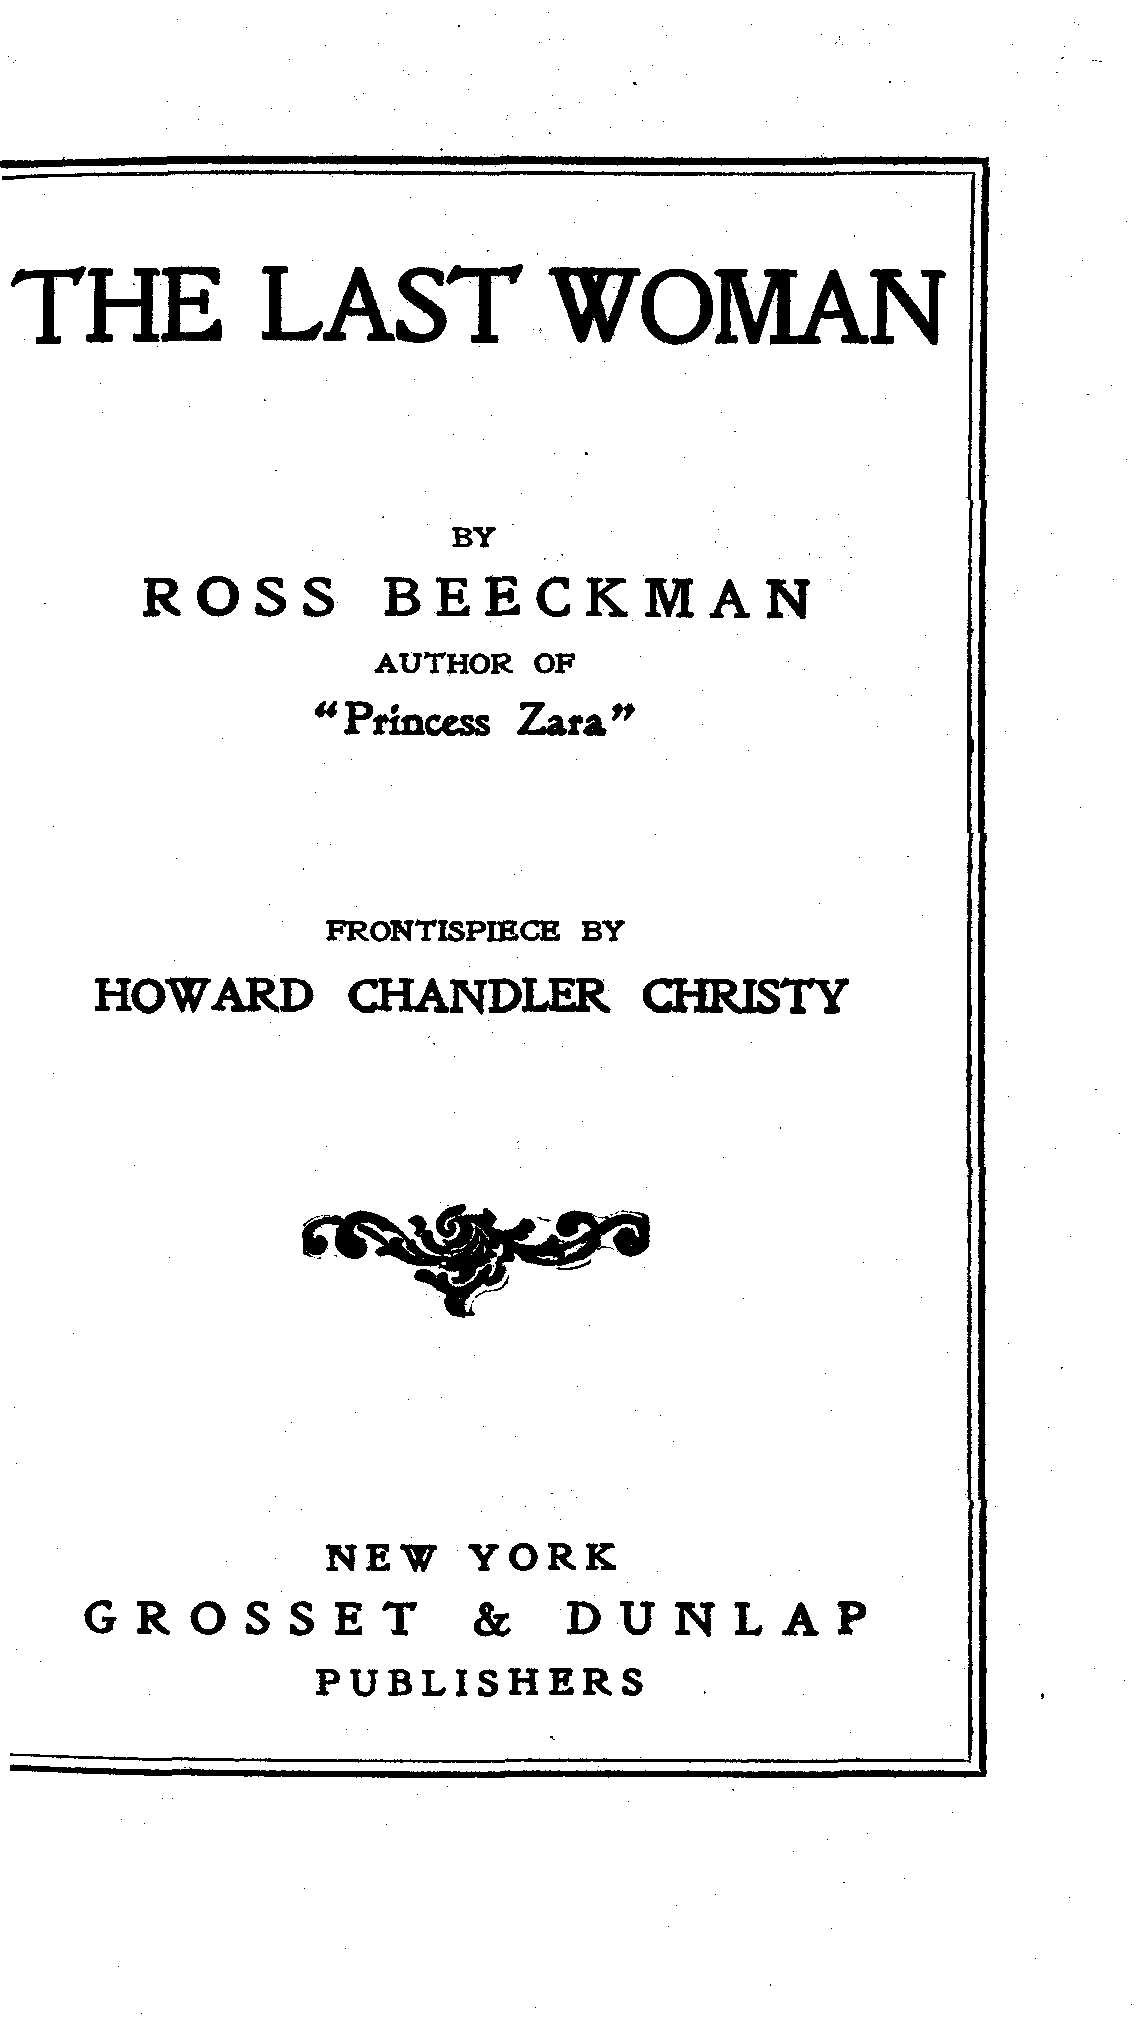 THE LAST WOMAN
BY
ROSS BEECKMAN
AUTHOR OF
“Princess Zara”
FRONTISPIECE BY
HOWARD CHANDLER CHRISTY
NEW YORK
GROSSET & DUNLAP
PUBLISHERS